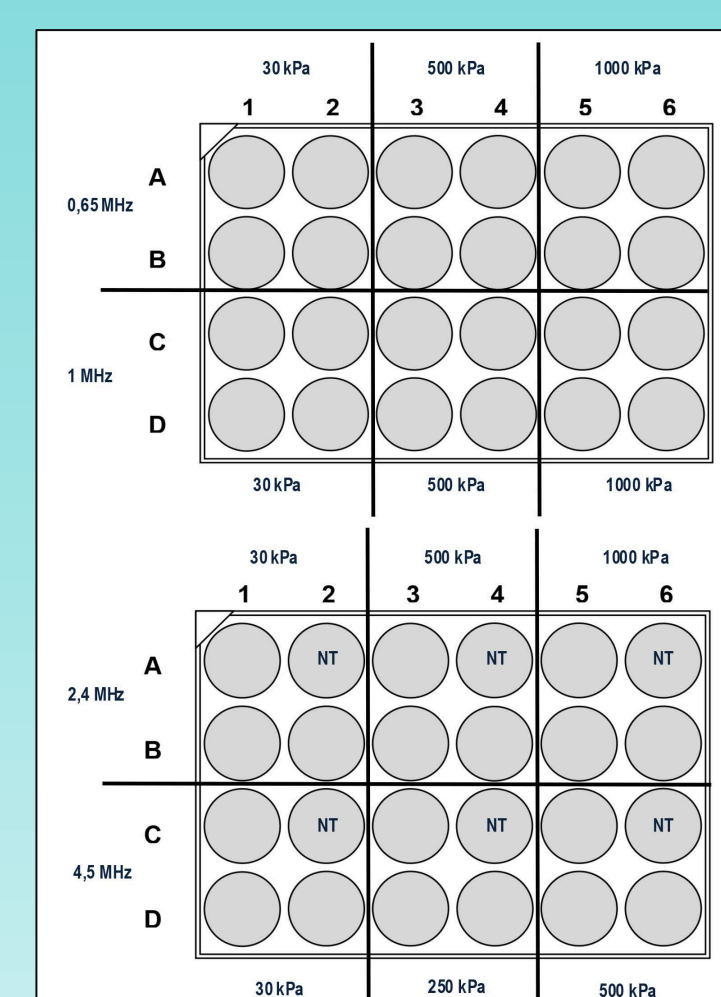 30 kPa 500 kPa 1000 kPa
1 2 3 4 5 6
A
0,65 MHz
B
C
1 MHz
D
30 kPa 500 kPa 1000 kPa
30 kPa 500 kPa 1000 kPa
1 2 3 4 5 6
A NT NT NT
2,4 MHz
B
C NT NT NT
4,5 MHz
D
30 kPa 250 kPa 500 kPa